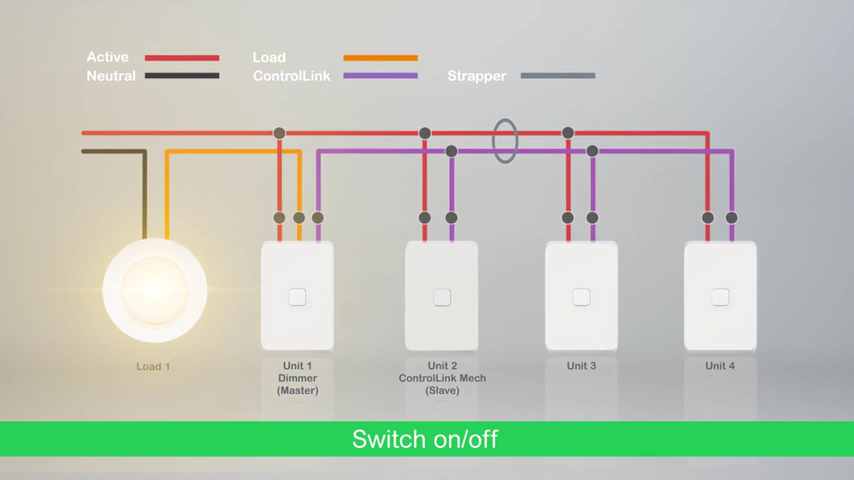 Active
Load
Neutral
ControlLink
Strapper
Load 1
Unit 1
Dimmer
(Master)
Unit 2
ControlLink Mech
(Slave)
Unit 3
Unit 4
Switch on/off